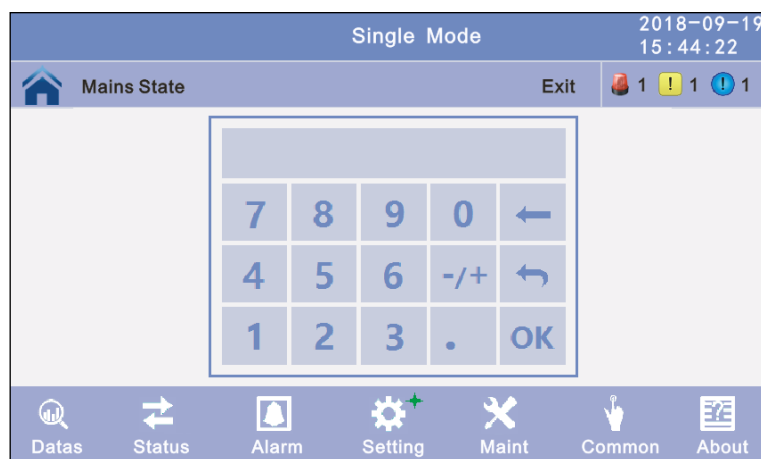 Single Mode
2018-09-19
15:44:22
Mains State
Exit
1
! 1
! 1
7 8 9 0
4 5 6 -/+
1 2 3 . OK
Datas Status Alarm Setting Maint Common About